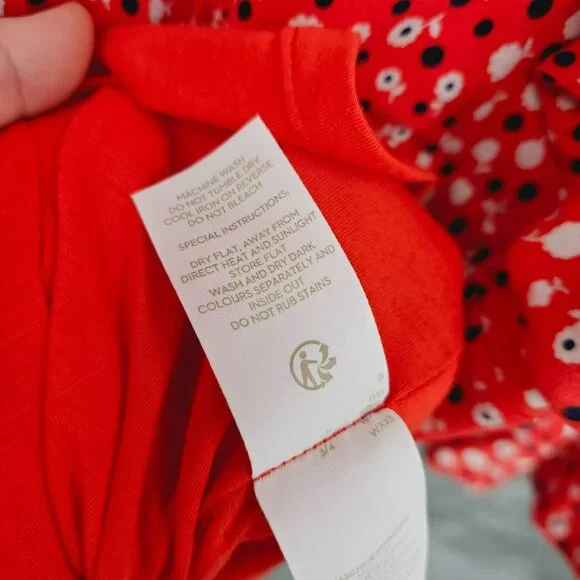 MACHINE WASH
DO NOT TUMBLE DRY
COOL IRON ON REVERSE
DO NOT BLEACH
SPECIAL INSTRUCTIONS:
DRY FLAT, AWAY FROM
DIRECT HEAT AND SUNLIGHT
STORE FLAT
WASH AND DRY DARK
COLOURS SEPARATELY AND
INSIDE OUT
DO NOT RUB STAINS
3/4